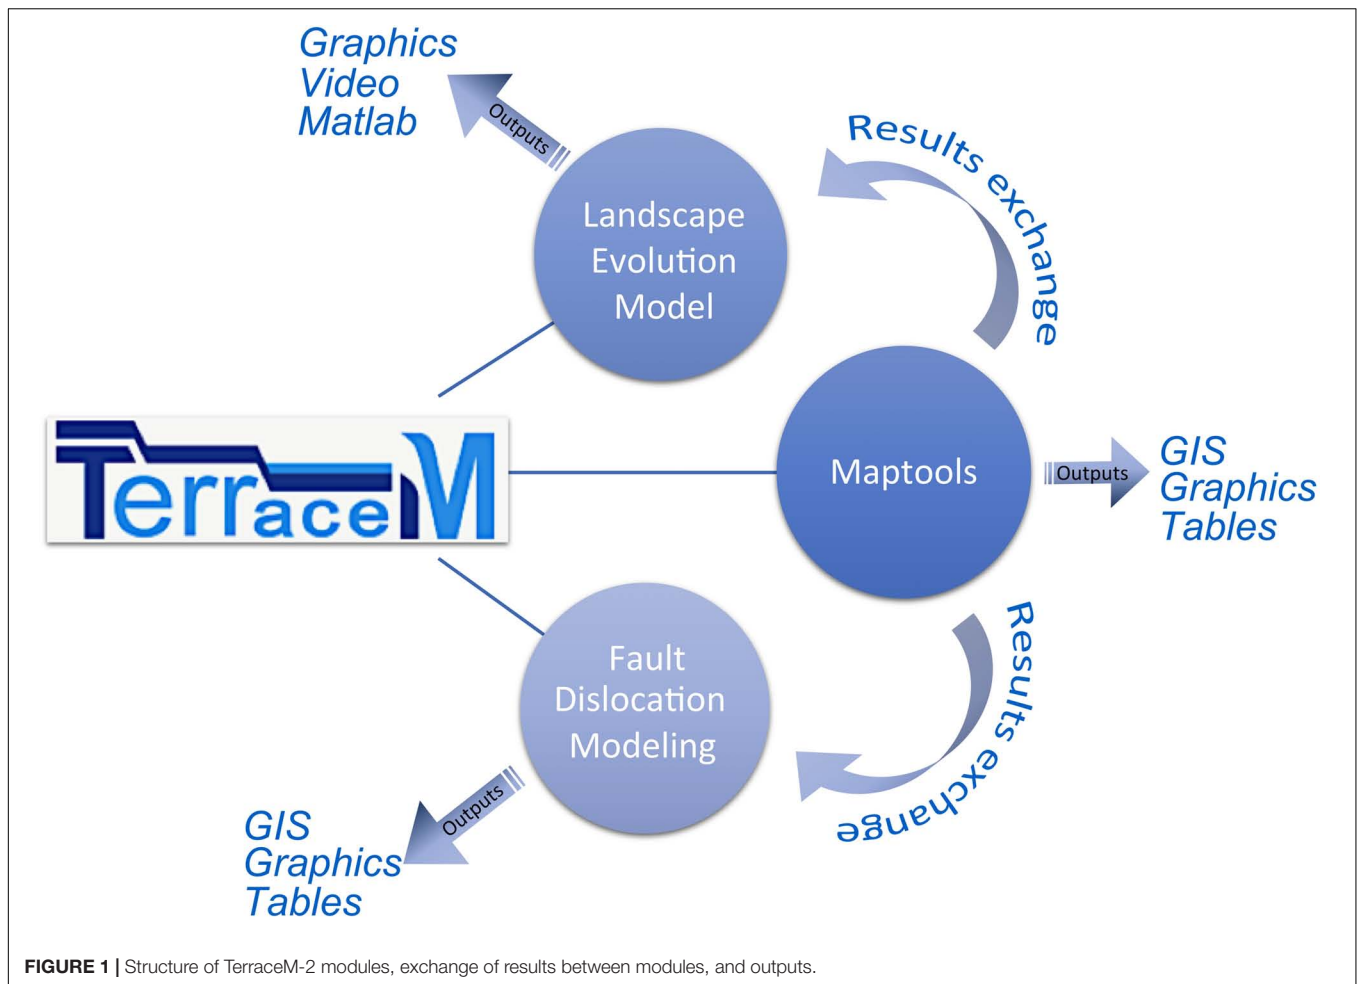 Graphics
Video
Matlab
Outputs
Landscape
Evolution
Model
Results exchange
TerraceM
Maptools
Outputs
GIS
Graphics
Tables
Fault
Dislocation
Modeling
Results exchange
Outputs
GIS
Graphics
Tables
FIGURE 1 | Structure of TerraceM-2 modules, exchange of results between modules, and outputs.